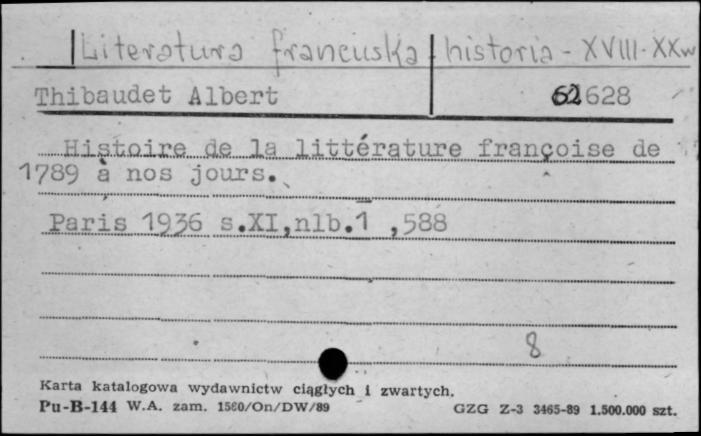 Literatura francuska historia - XVIII-XXw
Thibaudet Albert 62628
Histoire de la littérature françoise de
1789 à nos jours.
Paris 1936 s.XI,nlb.1 ,588
8
Karta katalogowa wydawnictw ciągłych i zwartych.
Pu-B-144 W.A. zam. 1560/On/DW/89 GZG Z-3 3465-89 1.500.000 szt.